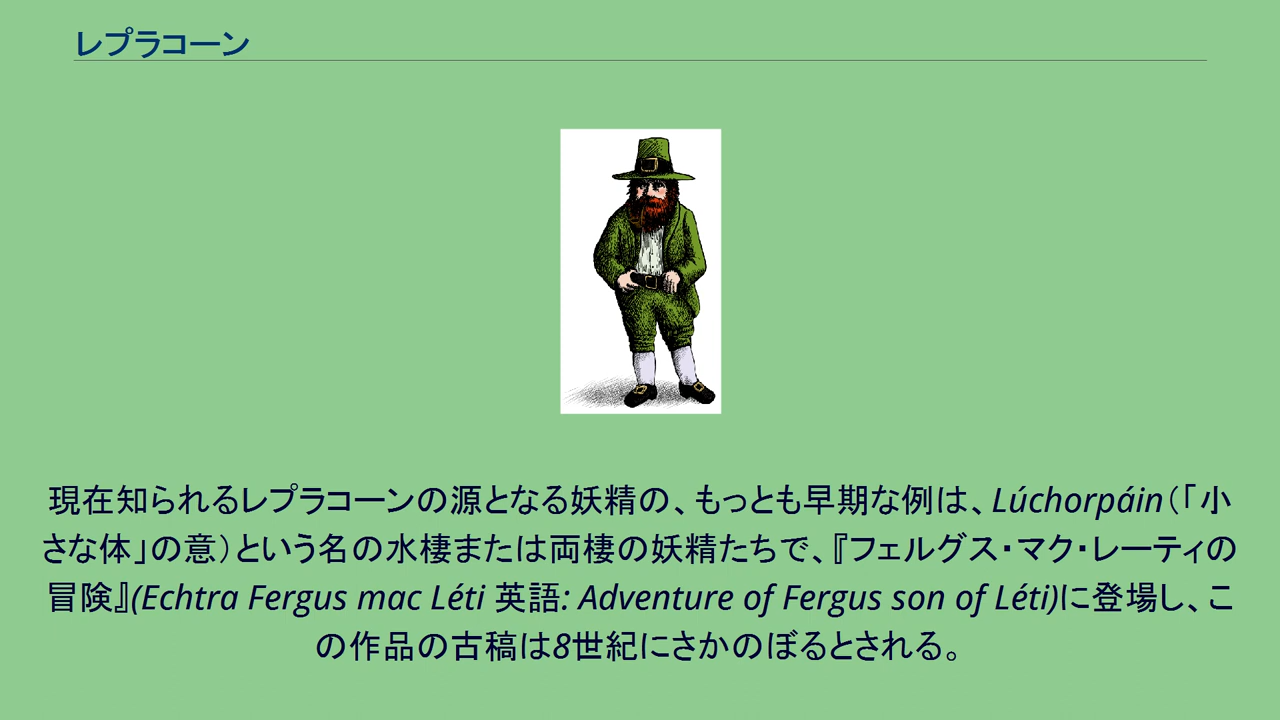 レプラコーン
現在知られるレプラコーンの源となる妖精の、もっとも早期な例は、Lúchorpáin（「小
さな体」の意）という名の水棲または両棲の妖精たちで、『フェルグス・マク・レーティの
冒険』(Echtra Fergus mac Léti 英語: Adventure of Fergus son of Léti)に登場し、こ
の作品の古稿は8世紀にさかのぼるとされる。